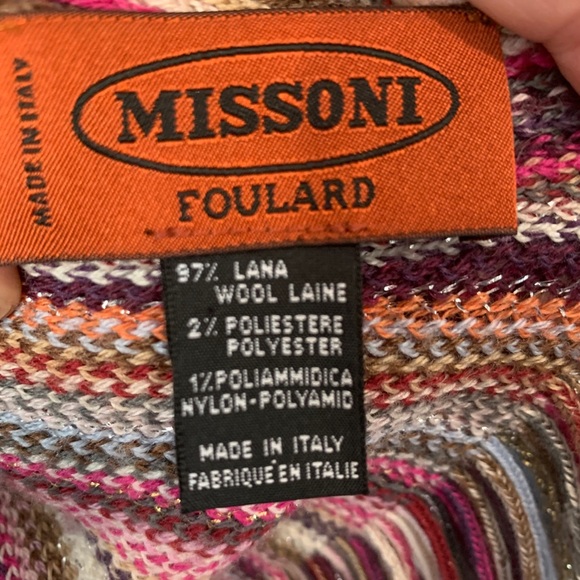 MADE IN ITALY
MISSONI
FOULARD
97% LANA
WOOL LAINE
2% POLIESTERE
POLYESTER
1% POLIAMMIDICA
NYLON-POLYAMID
MADE IN ITALY
FABRIQUE' EN ITALIE